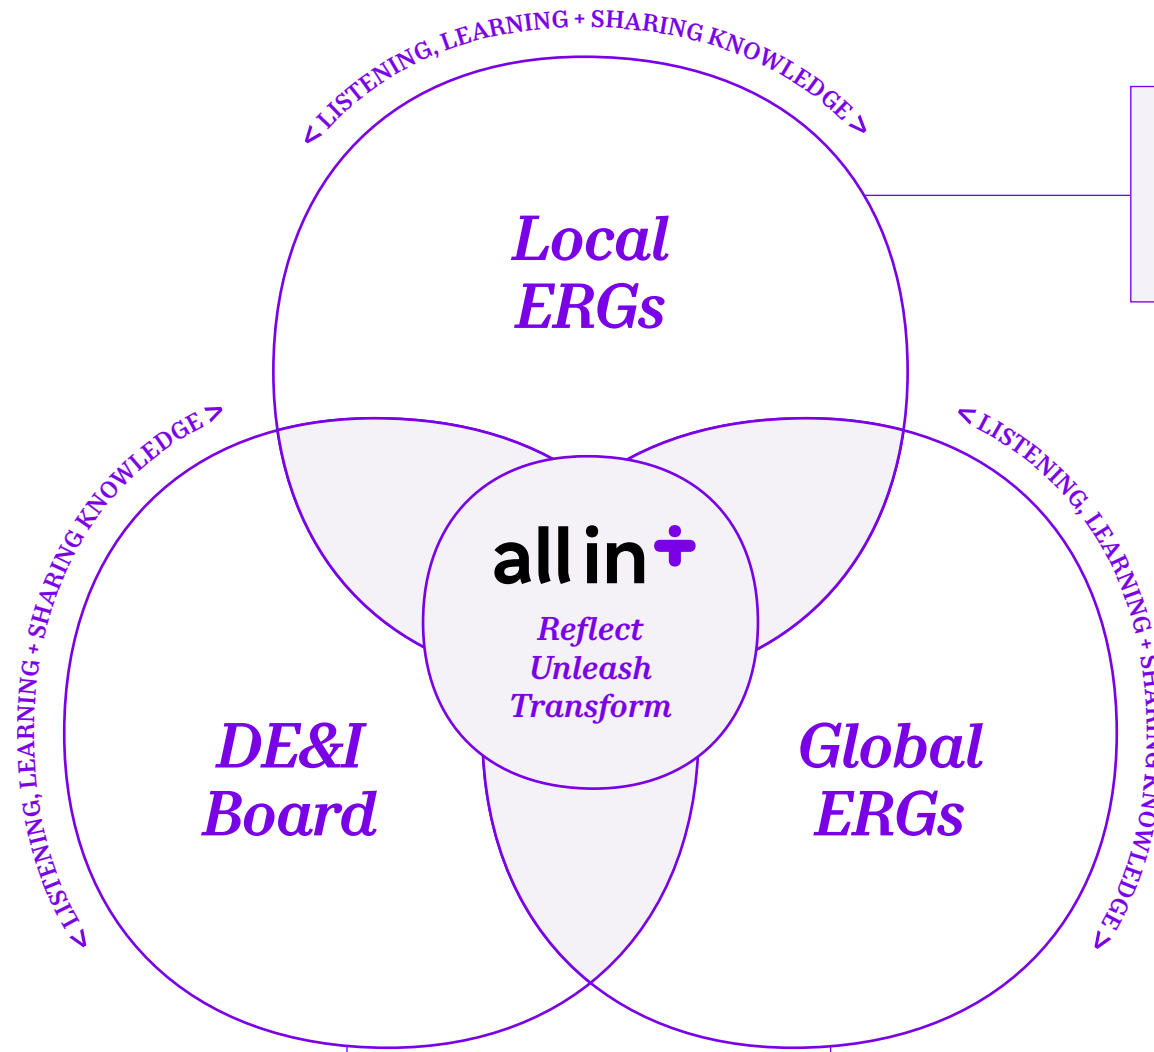 < LISTENING, LEARNING + SHARING KNOWLEDGE >
Local
ERGs
< LISTENING, LEARNING + SHARING KNOWLEDGE >
< LISTENING, LEARNING + SHARING KNOWLEDGE >
all in+
Reflect
Unleash
Transform
DE&I
Board
Global
ERGs